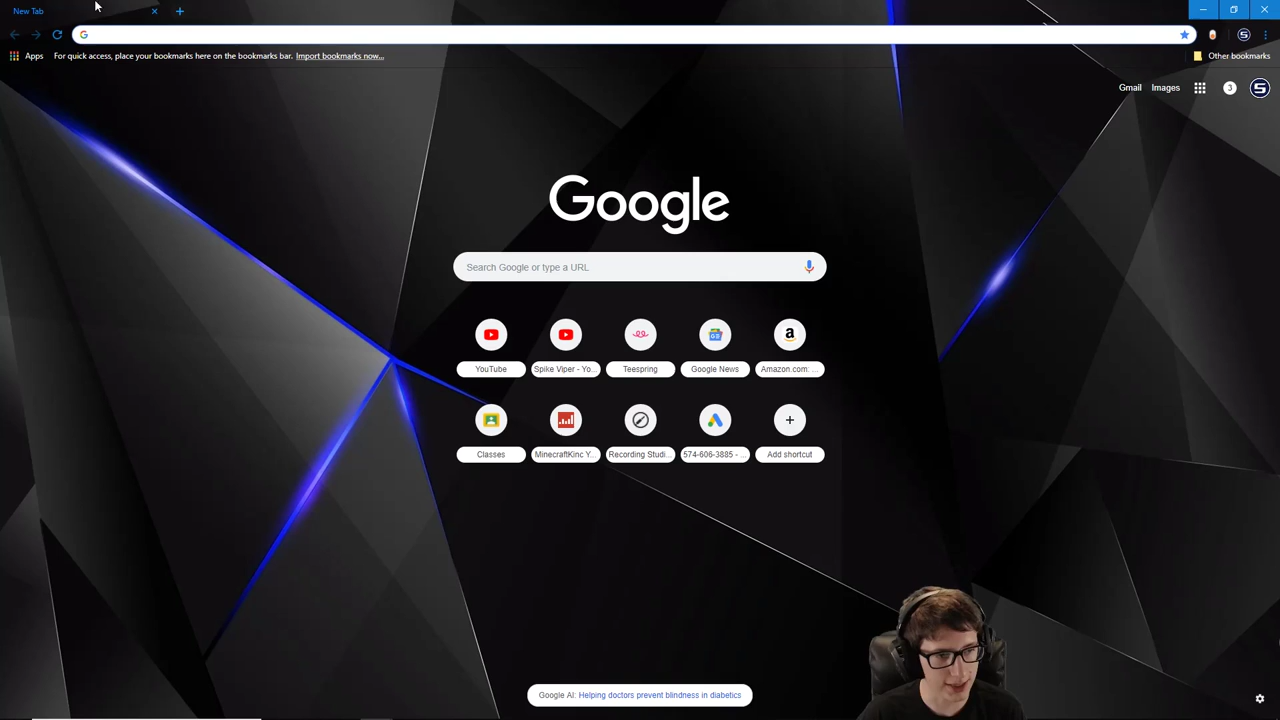 New Tab
Apps For quick access, place your bookmarks here on the bookmarks bar. Import bookmarks now... Other bookmarks
Gmail Images 3 S
Google
Search Google or type a URL
YouTube Spike Viper - Yo... Teespring Google News Amazon.com: ...
Classes MinecraftKinc Y... Recording Studi... 574-606-3885 - ... Add shortcut
Google AI: Helping doctors prevent blindness in diabetics